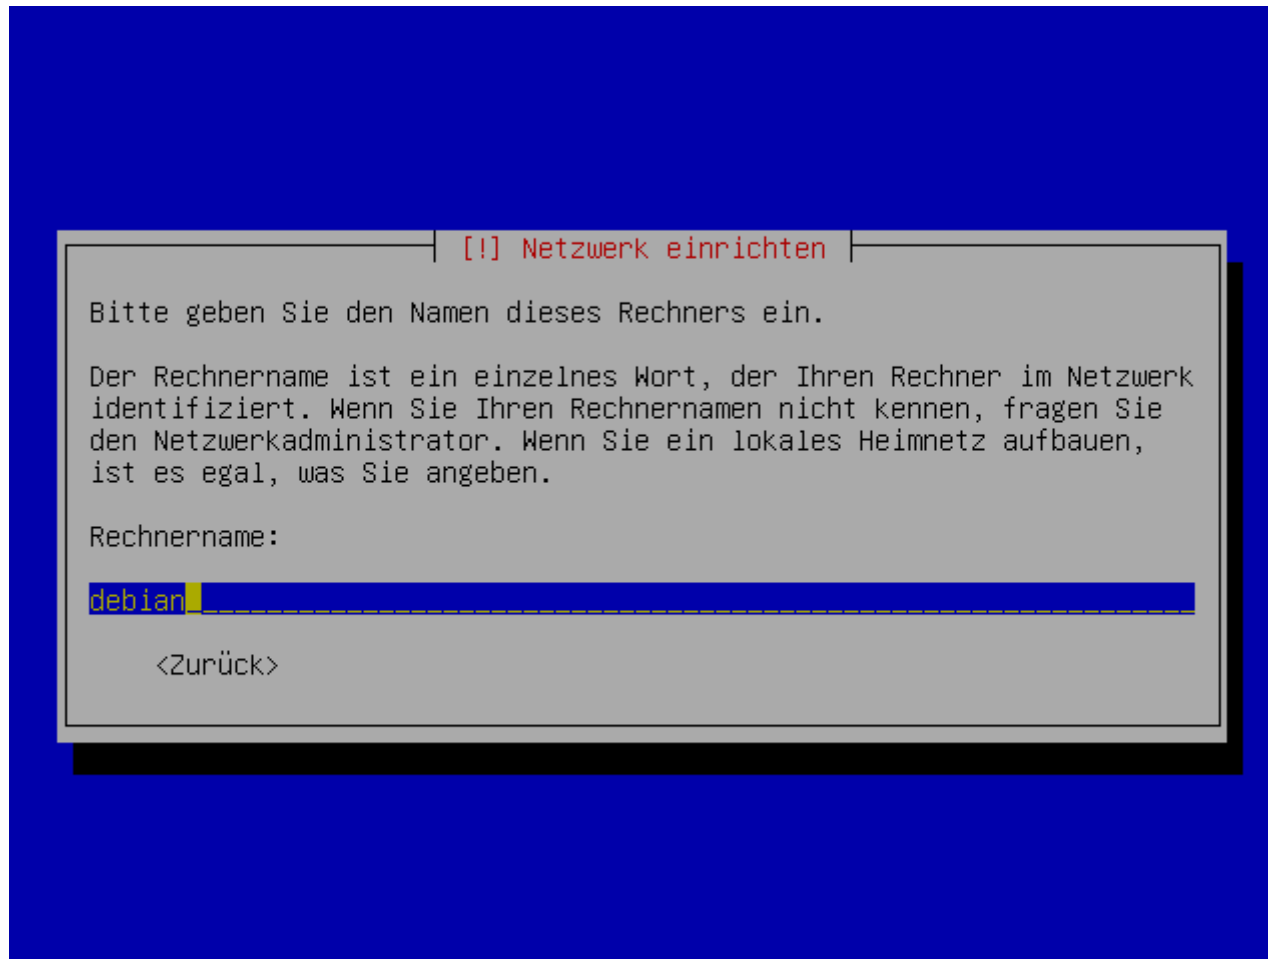 [!] Netzwerk einrichten
Bitte geben Sie den Namen dieses Rechners ein.
Der Rechnername ist ein einzelnes Wort, der Ihren Rechner im Netzwerk
identifiziert. Wenn Sie Ihren Rechnernamen nicht kennen, fragen Sie
den Netzwerkadministrator. Wenn Sie ein lokales Heimnetz aufbauen,
ist es egal, was Sie angeben.
Rechnername:
debian
<Zurück>